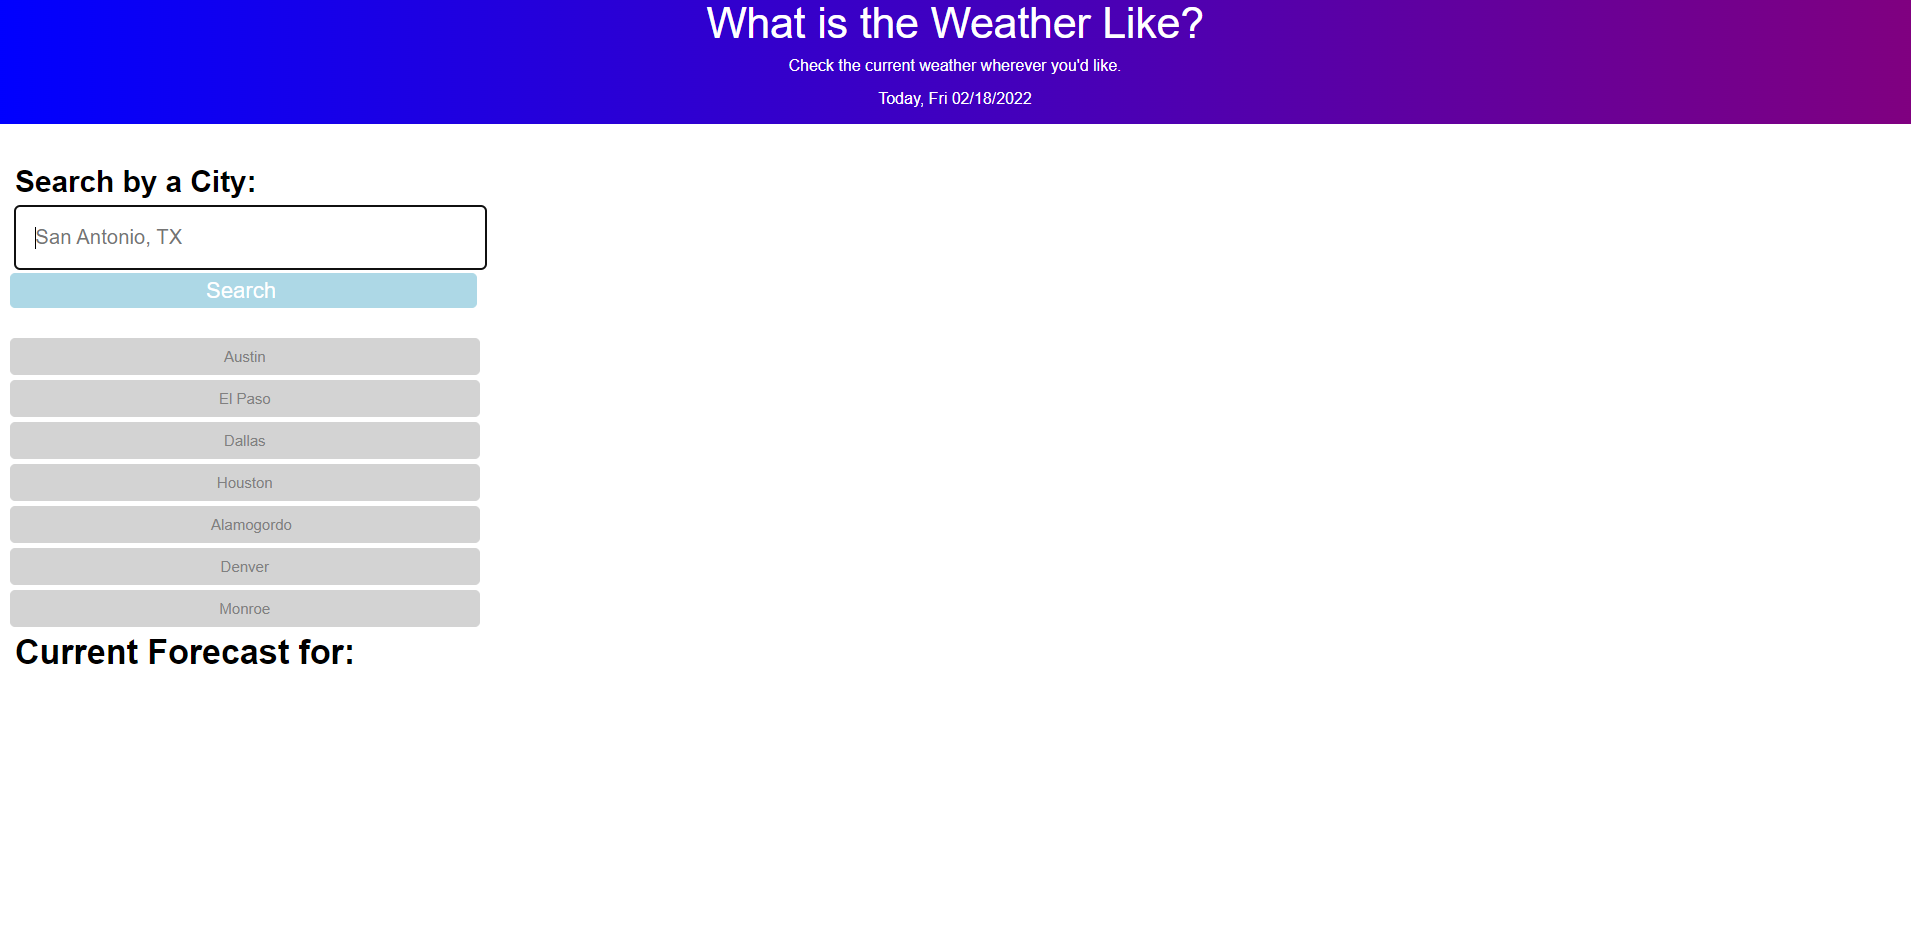 What is the Weather Like?
Check the current weather wherever you'd like.
Today, Fri 02/18/2022
Search by a City:
San Antonio, TX
Search
Austin
El Paso
Dallas
Houston
Alamogordo
Denver
Monroe
Current Forecast for: